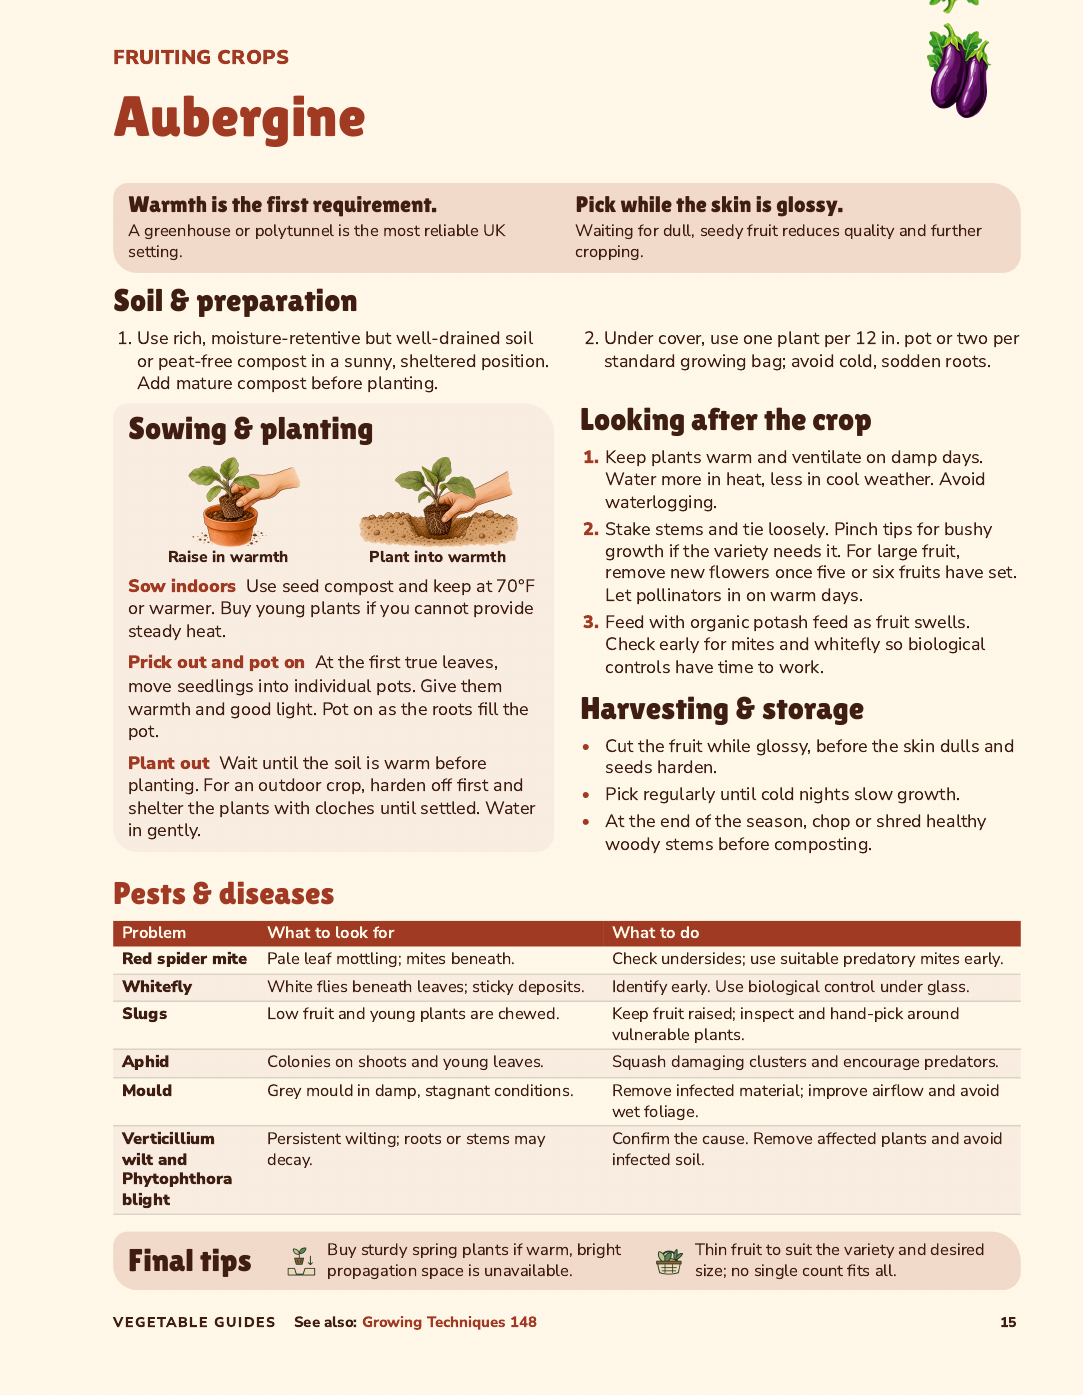 FRUITING CROPS
Aubergine
Warmth is the first requirement.
A greenhouse or polytunnel is the most reliable UK
setting.
Pick while the skin is glossy.
Waiting for dull, seedy fruit reduces quality and further
cropping.
Soil & preparation
1. Use rich, moisture-retentive but well-drained soil
or peat-free compost in a sunny, sheltered position.
Add mature compost before planting.
2. Under cover, use one plant per 12 in. pot or two per
standard growing bag; avoid cold, sodden roots.
Sowing & planting
Raise in warmth
Plant into warmth
Sow indoors Use seed compost and keep at 70°F
or warmer. Buy young plants if you cannot provide
steady heat.
Prick out and pot on At the first true leaves,
move seedlings into individual pots. Give them
warmth and good light. Pot on as the roots fill the
pot.
Plant out Wait until the soil is warm before
planting. For an outdoor crop, harden off first and
shelter the plants with cloches until settled. Water
in gently.
Looking after the crop
1. Keep plants warm and ventilate on damp days.
Water more in heat, less in cool weather. Avoid
waterlogging.
2. Stake stems and tie loosely. Pinch tips for bushy
growth if the variety needs it. For large fruit,
remove new flowers once five or six fruits have set.
Let pollinators in on warm days.
3. Feed with organic potash feed as fruit swells.
Check early for mites and whitefly so biological
controls have time to work.
Harvesting & storage
• Cut the fruit while glossy, before the skin dulls and
seeds harden.
• Pick regularly until cold nights slow growth.
• At the end of the season, chop or shred healthy
woody stems before composting.
Pests & diseases
Problem What to look for What to do
Red spider mite Pale leaf mottling; mites beneath. Check undersides; use suitable predatory mites early.
Whitefly White flies beneath leaves; sticky deposits. Identify early. Use biological control under glass.
Slugs Low fruit and young plants are chewed. Keep fruit raised; inspect and hand-pick around
vulnerable plants.
Aphid Colonies on shoots and young leaves. Squash damaging clusters and encourage predators.
Mould Grey mould in damp, stagnant conditions. Remove infected material; improve airflow and avoid
wet foliage.
Verticillium Persistent wilting; roots or stems may Confirm the cause. Remove affected plants and avoid
wilt and decay. infected soil.
Phytophthora
blight
Final tips
Buy sturdy spring plants if warm, bright
propagation space is unavailable.
Thin fruit to suit the variety and desired
size; no single count fits all.
VEGETABLE GUIDES See also: Growing Techniques 148 15